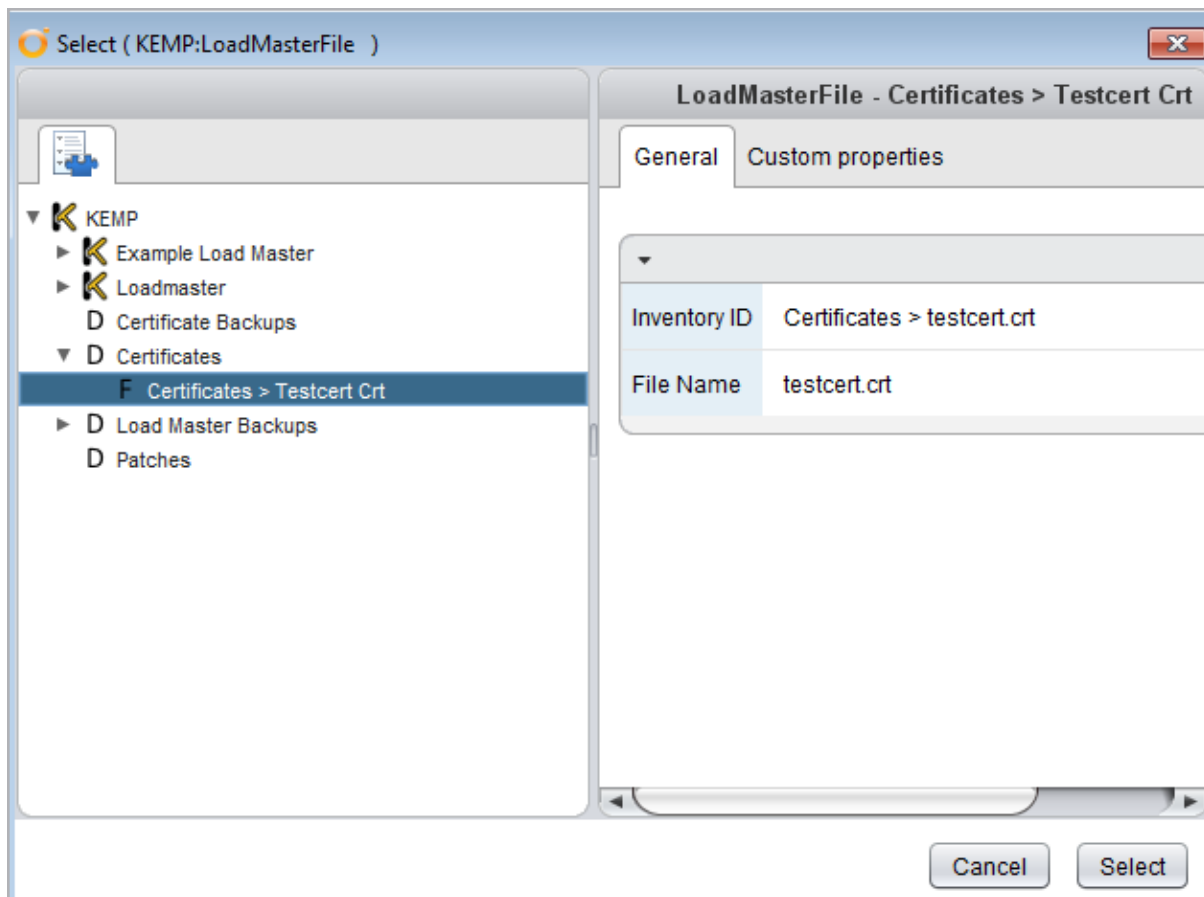 Select ( KEMP:LoadMasterFile )
LoadMasterFile - Certificates > Testcert Crt
General
Custom properties
KEMP
Example Load Master
Loadmaster
D Certificate Backups
D Certificates
F Certificates > Testcert Crt
D Load Master Backups
D Patches
Inventory ID Certificates > testcert.crt
File Name testcert.crt
Cancel
Select